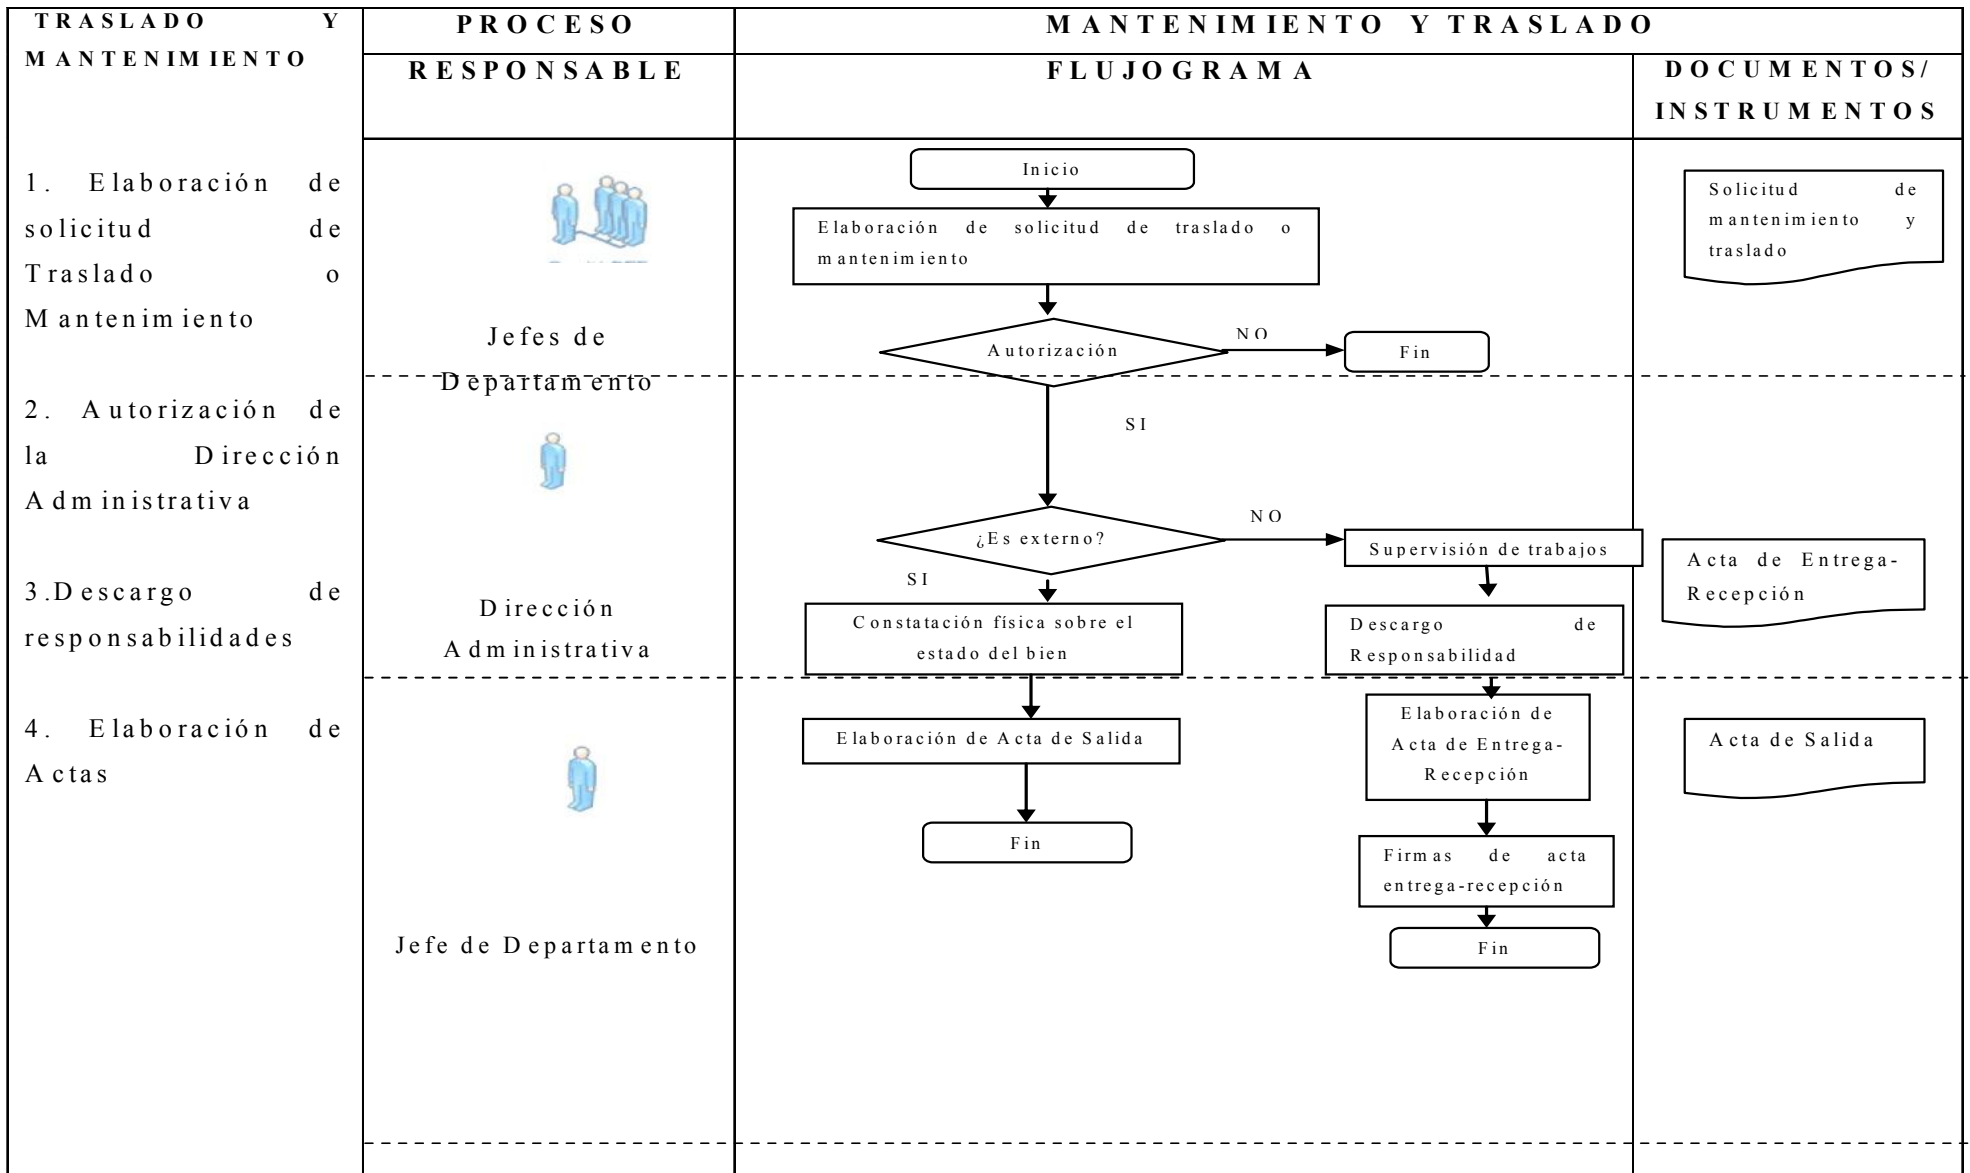 TRASLADO Y
MANTENIMIENTO
PROCESO
MANTENIMIENTO Y TRASLADO
RESPONSABLE
FLUJOGRAMA
DOCUMENTOS/
INSTRUMENTOS
1. Elaboración de
solicitud de
Traslado o
Mantenimiento
2. Autorización de
la Dirección
Administrativa
3.Descargo de
responsabilidades
4. Elaboración de
Actas
Jefes de
Departamento
Dirección
Administrativa
Jefe de Departamento
Inicio
Elaboración de solicitud de traslado o
mantenimiento
Autorización
NO
Fin
SI
¿Es externo?
NO
Supervisión de trabajos
SI
Constatación física sobre el
estado del bien
Descargo de
Responsabilidad
Elaboración de Acta de Salida
Elaboración de
Acta de Entrega-
Recepción
Fin
Firmas de acta
entrega-recepción
Fin
Solicitud de
mantenimiento y
traslado
Acta de Entrega-
Recepción
Acta de Salida